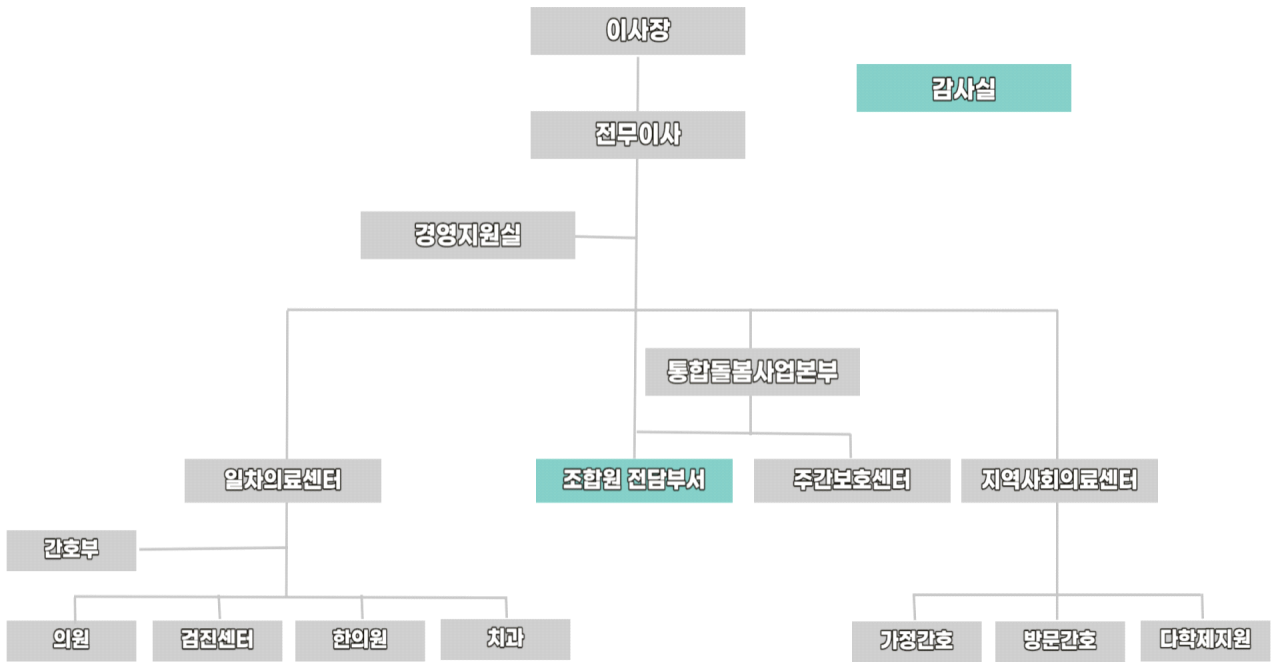 이사장
감사실
전무이사
경영지원실
통합돌봄사업본부
일차의료센터
조합원 전담부서
주간보호센터
지역사회의료센터
간호부
의원
검진센터
한의원
치과
가정간호
방문간호
다학제지원